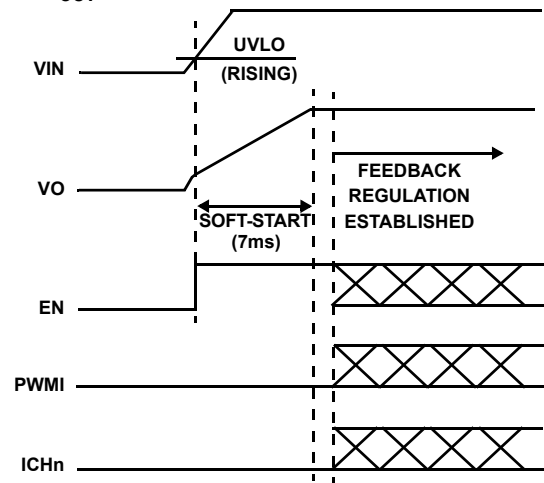 UVLO
VIN
(RISING)
VO
FEEDBACK
REGULATION
ESTABLISHED
SOFT-START
(7ms)
EN
PWMI
ICHn